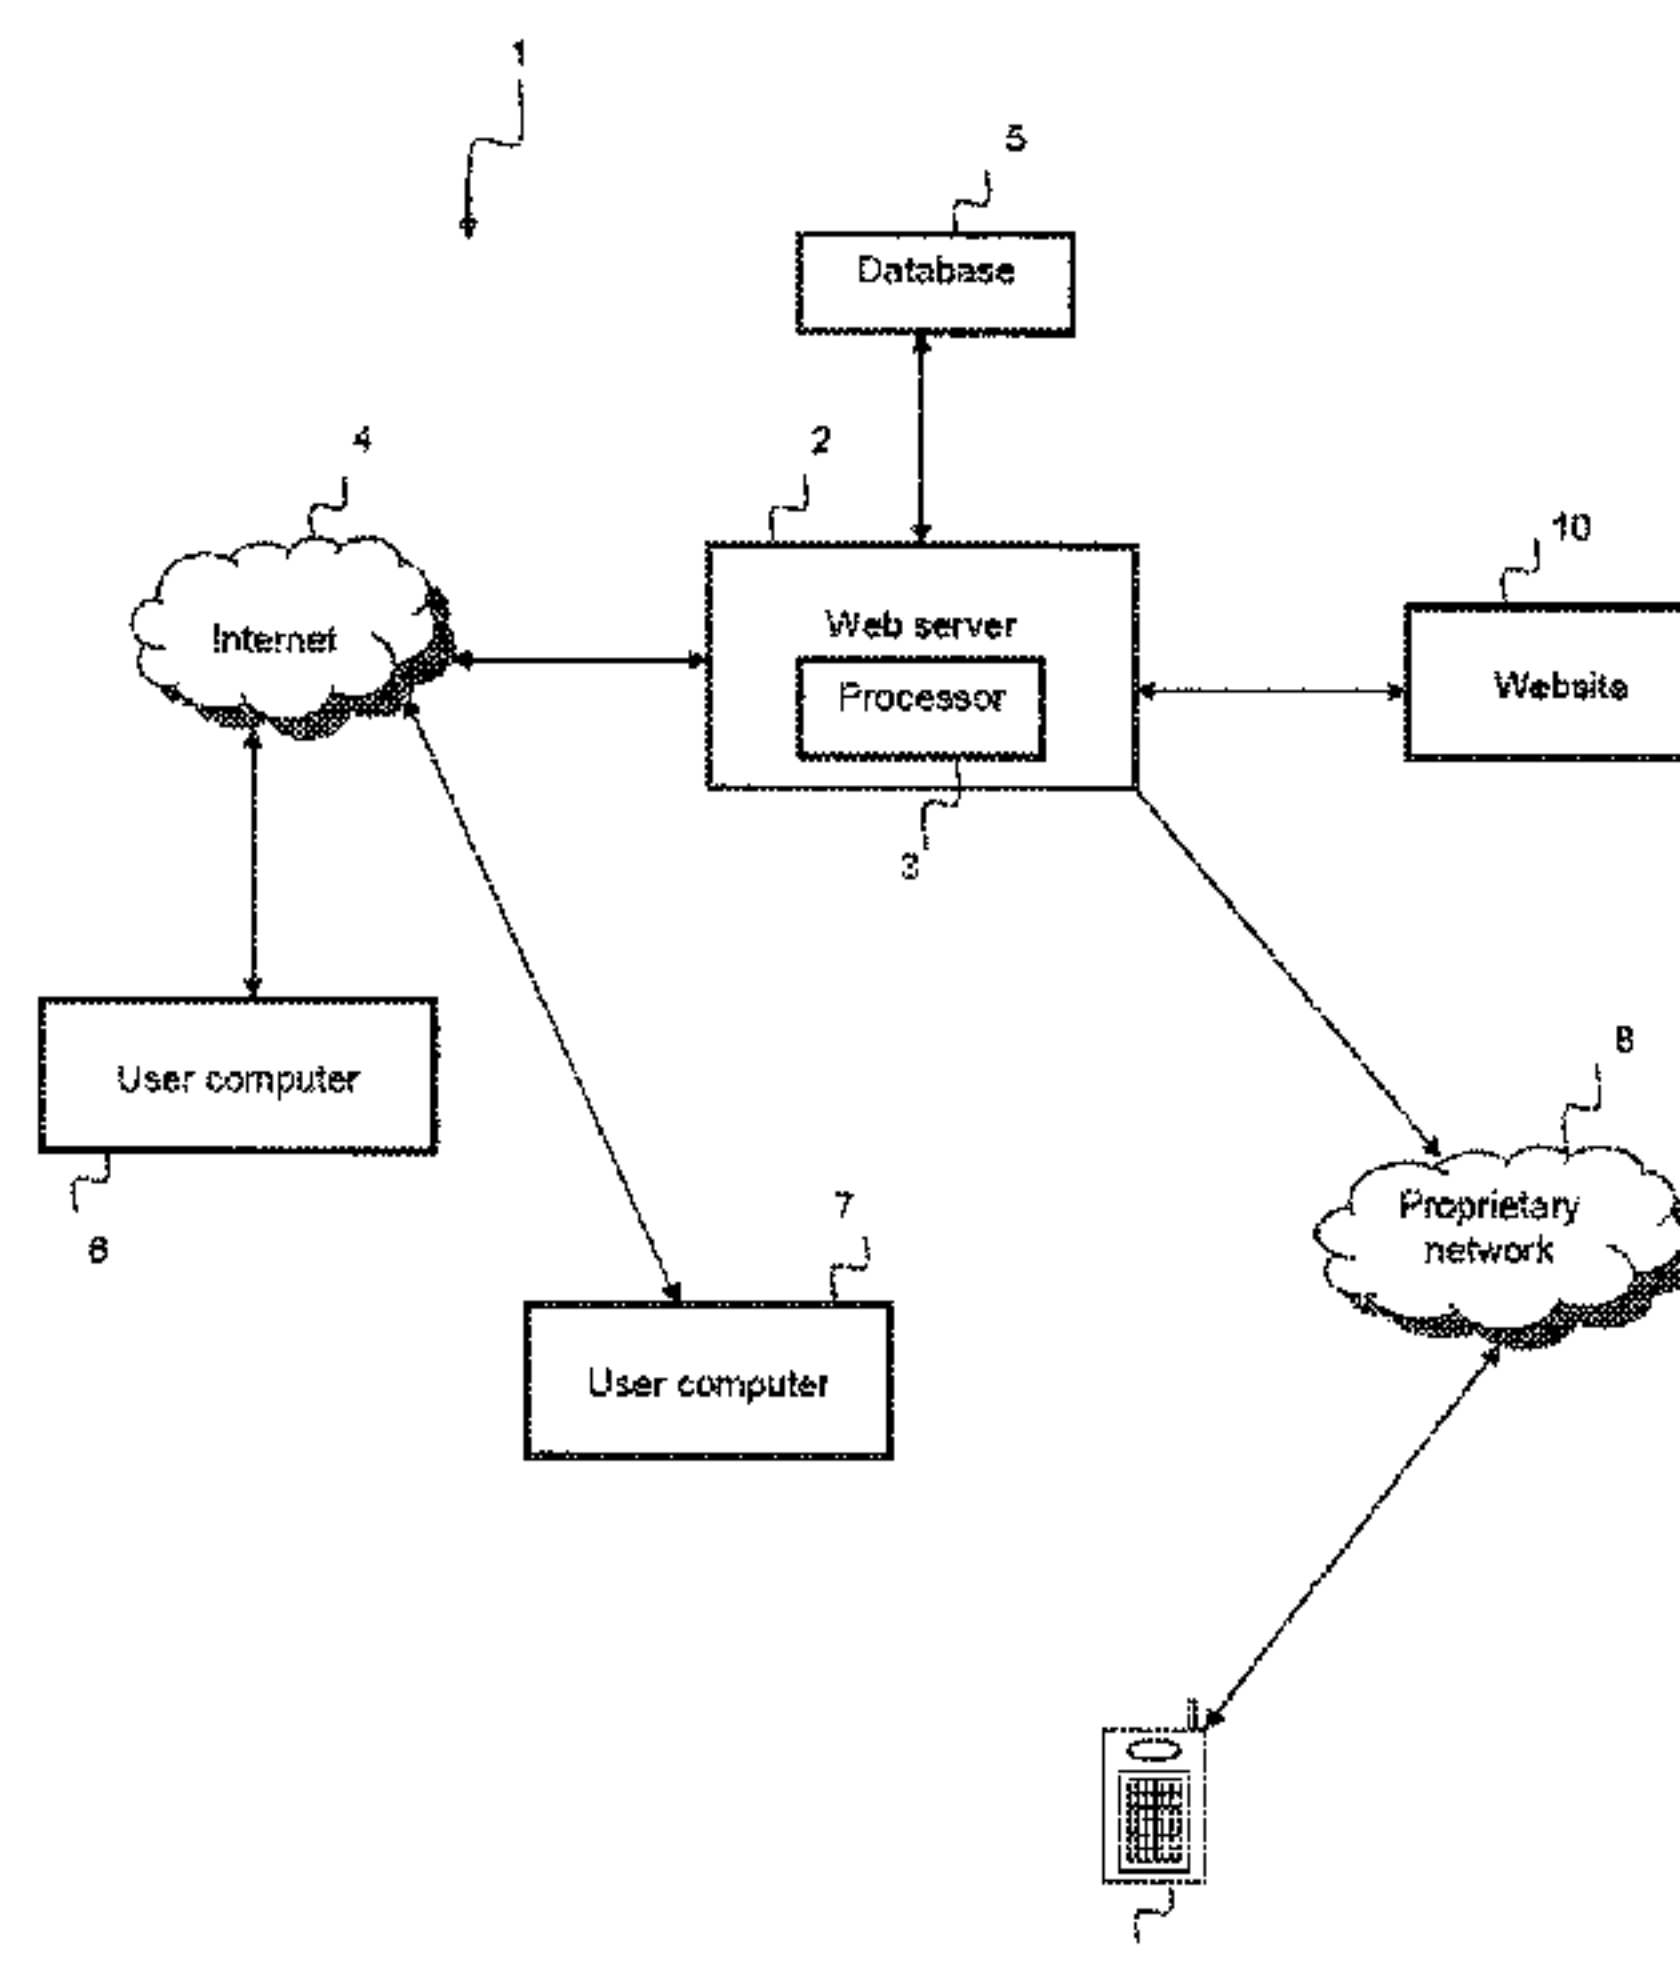 1
5
Database
4
2
10
Internet
Web server
Processor
Website
3
8
User computer
Proprietary
network
6
7
User computer